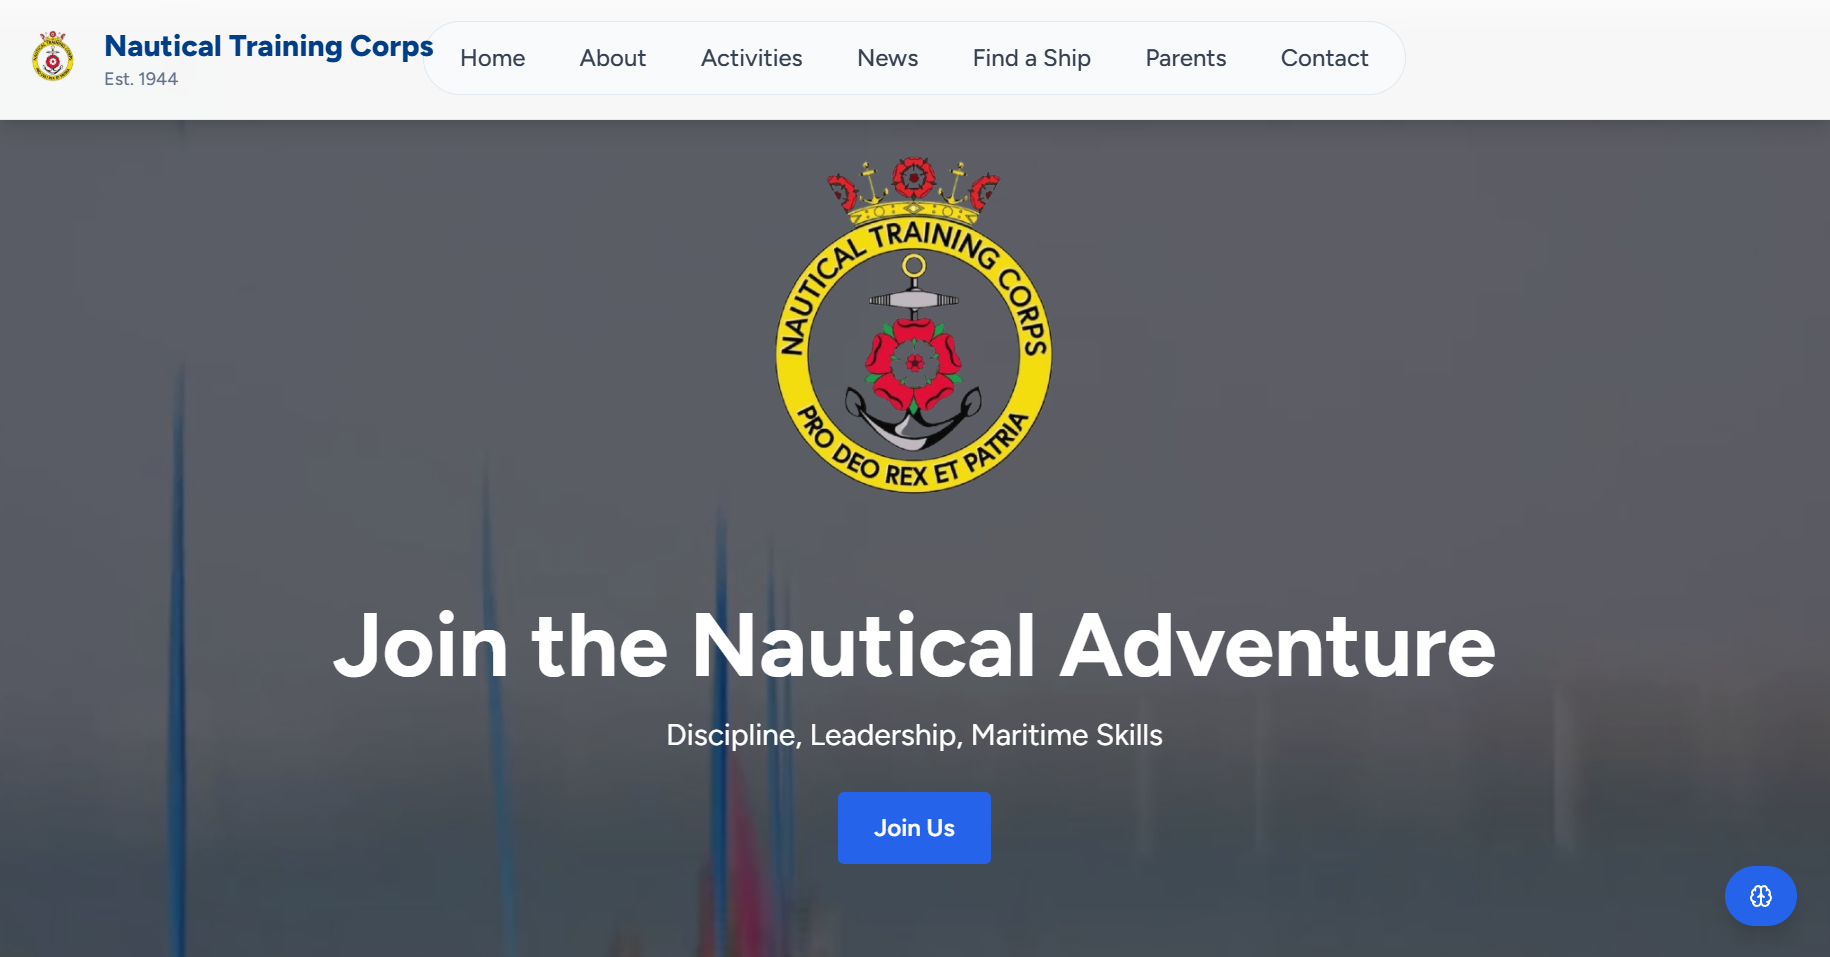 Nautical Training Corps
Est. 1944
Home
About
Activities
News
Find a Ship
Parents
Contact
NAUTICAL TRAINING CORPS
PRO DEO REX ET PATRIA
Join the Nautical Adventure
Discipline, Leadership, Maritime Skills
Join Us